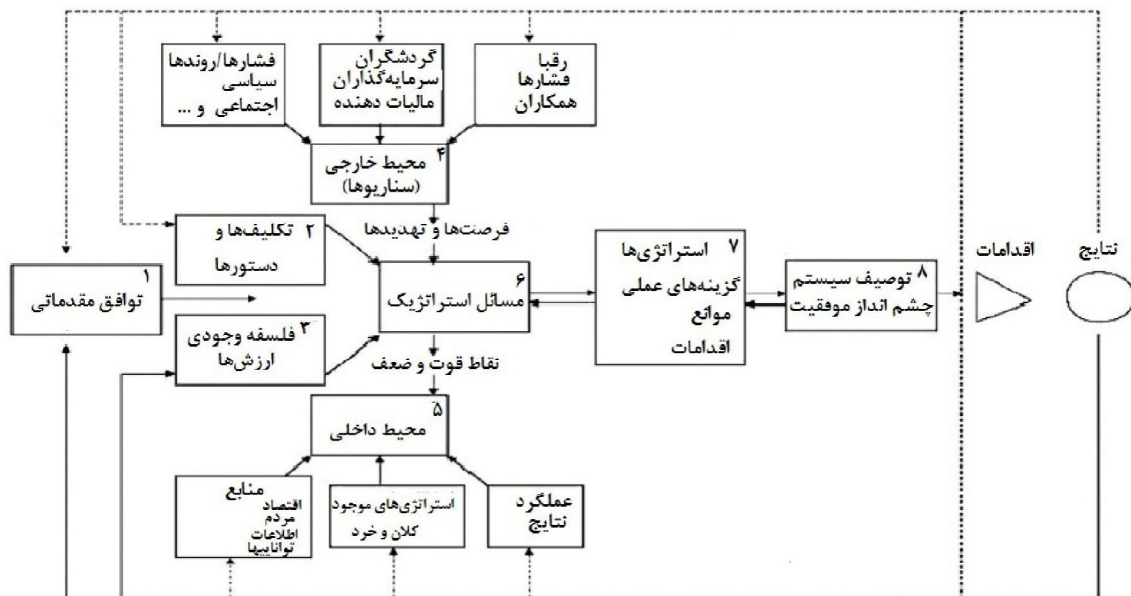 فشارها/روندها
سیاسی
اجتماعی و ...
گردشگران
سرمایه‌گذاران
مالیات دهنده
رقبا
فشارها
همکاران
۴
محیط خارجی
(سناریوها)
فرصت‌ها و تهدیدها
۱
توافق مقدماتی
۲
تکلیف‌ها و
دستورها
۳
فلسفه وجودی
ارزش‌ها
۶
مسائل استراتژیک
۷
استراتژی‌ها
گزینه‌های عملی
موانع
اقدامات
۸
توصیف سیستم
چشم انداز موفقیت
اقدامات
نتایج
نقاط قوت و ضعف
۵
محیط داخلی
منابع
اقتصاد
مردم
اطلاعات
تواناییها
استراتژی‌های موجود
کلان و خرد
عملگرد
نتایج